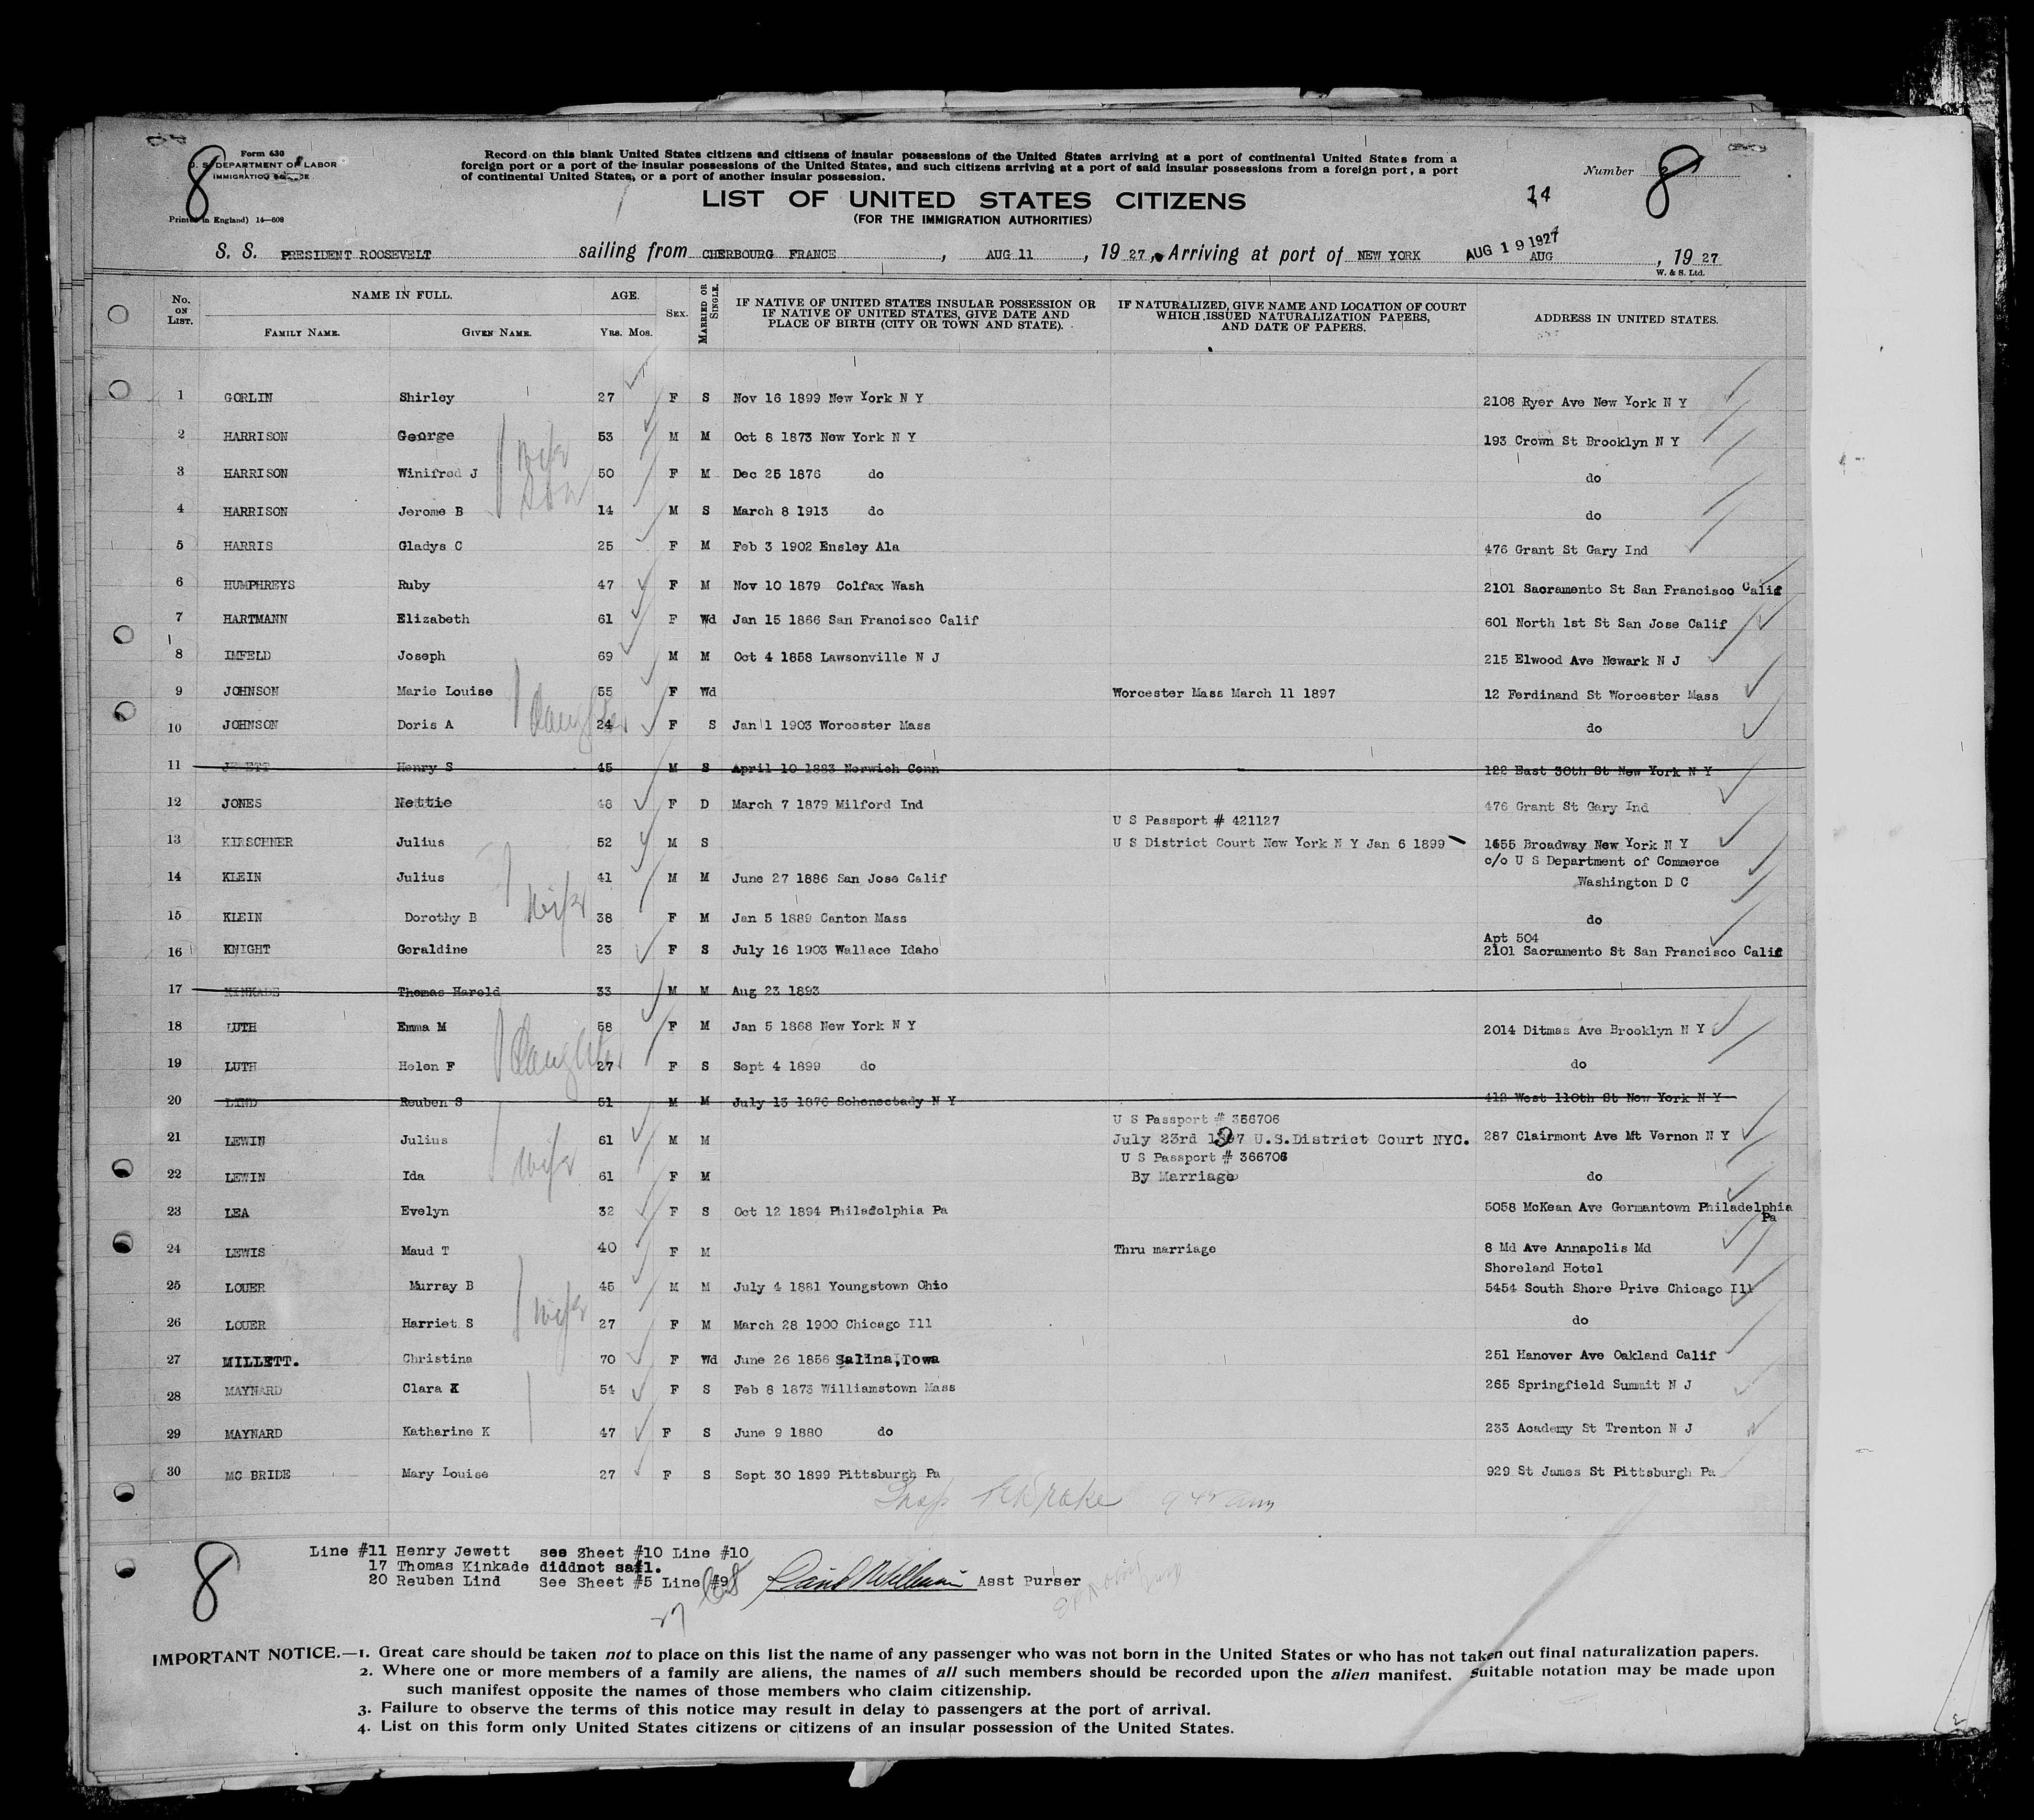 Form 630
U. S. DEPARTMENT OF LABOR
IMMIGRATION
Printed in England) 14—608
8
Record on this blank United States citizens and citizens of insular possessions of the United States arriving at a port of continental United States from a
foreign port or a port of the insular possessions of the United States, and such citizens arriving at a port of said insular possessions from a foreign port, a port
of continental United States, or a port of another insular possession.
Number 8
LIST OF UNITED STATES CITIZENS
(FOR THE IMMIGRATION AUTHORITIES)
14
S. S. PRESIDENT ROOSEVELT sailing from CHERBOURG FRANCE, AUG 11, 1927, Arriving at port of NEW YORK AUG 19 1927 AUG, 1927
W. & S. Ltd.
No. ON LIST. NAME IN FULL. FAMILY NAME. GIVEN NAME. AGE. Yrs. Mos. SEX. MARRIED OR SINGLE. IF NATIVE OF UNITED STATES INSULAR POSSESSION OR IF NATIVE OF UNITED STATES, GIVE DATE AND PLACE OF BIRTH (CITY OR TOWN AND STATE). IF NATURALIZED, GIVE NAME AND LOCATION OF COURT WHICH ISSUED NATURALIZATION PAPERS, AND DATE OF PAPERS. ADDRESS IN UNITED STATES.
1 GORLIN Shirley 27 F S Nov 16 1899 New York N Y 2108 Ryer Ave New York N Y
2 HARRISON George 53 M M Oct 8 1873 New York N Y 193 Crown St Brooklyn N Y
3 HARRISON Winifred J wife 50 F M Dec 25 1876 do do
4 HARRISON Jerome B son 14 M S March 8 1913 do do
5 HARRIS Gladys C 25 F M Feb 3 1902 Ensley Ala 476 Grant St Gary Ind
6 HUMPHREYS Ruby 47 F M Nov 10 1879 Colfax Wash 2101 Sacramento St San Francisco Calif
7 HARTMANN Elizabeth 61 F Wd Jan 15 1866 San Francisco Calif 601 North 1st St San Jose Calif
8 IMFELD Joseph 69 M M Oct 4 1858 Lawsonville N J 215 Elwood Ave Newark N J
9 JOHNSON Marie Louise 55 F Wd Worcester Mass March 11 1897 12 Ferdinand St Worcester Mass
10 JOHNSON Doris A Daughter 24 F S Jan 1 1903 Worcester Mass do
11 JEWETT Henry S 45 M S April 10 1883 Norwich Conn 122 East 30th St New York N Y
12 JONES Nettie 48 F D March 7 1879 Milford Ind 476 Grant St Gary Ind
U S Passport # 421127
13 KIRSCHNER Julius 52 M S U S District Court New York N Y Jan 6 1899 1655 Broadway New York N Y
c/o U S Department of Commerce
14 KLEIN Julius 41 M M June 27 1886 San Jose Calif Washington D C
15 KLEIN Dorothy B Wife 38 F M Jan 5 1889 Canton Mass do
Apt 504
16 KNIGHT Geraldine 23 F S July 16 1903 Wallace Idaho 2101 Sacramento St San Francisco Calif
17 KINKADE Thomas Harold 33 M M Aug 23 1893
18 LUTH Emma M 58 F M Jan 5 1868 New York N Y 2014 Ditmas Ave Brooklyn N Y
19 LUTH Helen F Daughter 27 F S Sept 4 1899 do do
20 LIND Reuben S 51 M M July 13 1876 Schenectady N Y 412 West 110th St New York N Y
U S Passport # 366706
21 LEWIN Julius 61 M M July 23rd 1897 U.S.District Court NYC. 287 Clairmont Ave Mt Vernon N Y
U S Passport # 366706
22 LEWIN Ida wife 61 F M By Marriage do
23 LEA Evelyn 32 F S Oct 12 1894 Philadelphia Pa 5058 McKean Ave Germantown Philadelphia
Pa
24 LEWIS Maud T 40 F M Thru marriage 8 Md Ave Annapolis Md
Shoreland Hotel
25 LOUER Murray B 45 M M July 4 1881 Youngstown Ohio 5454 South Shore Drive Chicago Ill
26 LOUER Harriet S wife 27 F M March 28 1900 Chicago Ill do
27 MILLETT. Christina 70 F Wd June 26 1856 Salina, Iowa 251 Hanover Ave Oakland Calif
28 MAYNARD Clara K 54 F S Feb 8 1873 Williamstown Mass 265 Springfield Summit N J
29 MAYNARD Katharine K 47 F S June 9 1880 do 233 Academy St Trenton N J
30 MC BRIDE Mary Louise 27 F S Sept 30 1899 Pittsburgh Pa 929 St James St Pittsburgh Pa
Insp
8
Line #11 Henry Jewett see Sheet #10 Line #10
17 Thomas Kinkade diddnot sail.
20 Reuben Lind See Sheet #5 Line #9
Asst Purser
27
IMPORTANT NOTICE.—1. Great care should be taken not to place on this list the name of any passenger who was not born in the United States or who has not taken out final naturalization papers.
2. Where one or more members of a family are aliens, the names of all such members should be recorded upon the alien manifest. Suitable notation may be made upon
such manifest opposite the names of those members who claim citizenship.
3. Failure to observe the terms of this notice may result in delay to passengers at the port of arrival.
4. List on this form only United States citizens or citizens of an insular possession of the United States.